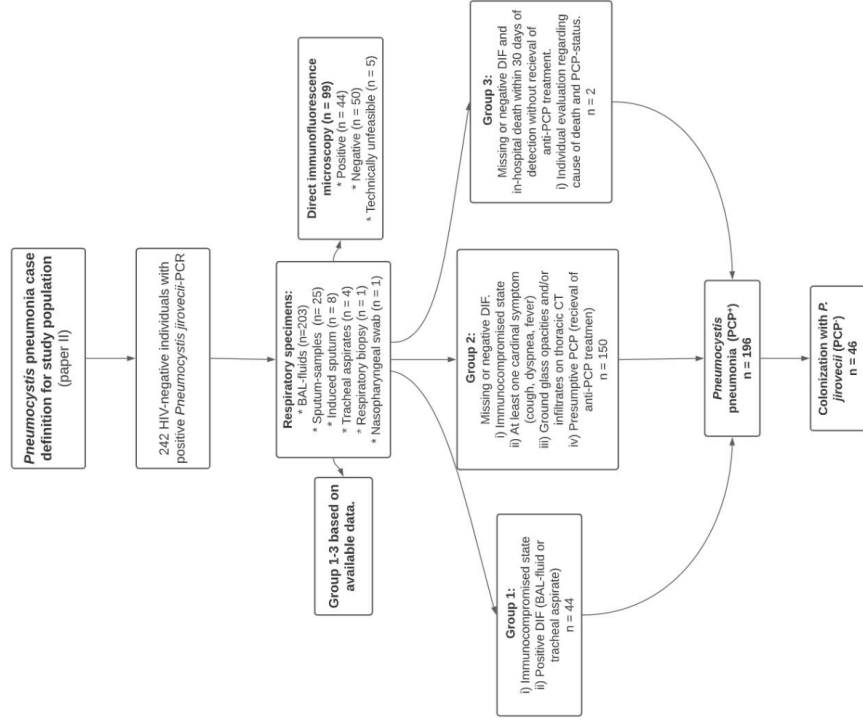 Pneumocystis pneumonia case
definition for study population
(paper II)
242 HIV-negative individuals with
positive Pneumocystis jirovecii-PCR
Group 1-3 based on
available data.
Respiratory specimens:
* BAL-fluids (n=203)
* Sputum-samples (n= 25)
* Induced sputum (n = 8)
* Tracheal aspirates (n = 4)
* Respiratory biopsy (n = 1)
* Nasopharyngeal swab (n = 1)
Direct immunofluorescence
microscopy (n = 99)
* Positive (n = 44)
* Negative (n = 50)
* Technically unfeasible (n = 5)
Group 1:
i) Immunocompromised state
ii) Positive DIF (BAL-fluid or
tracheal aspirate)
n = 44
Group 2:
Missing or negative DIF.
i) Immunocompromised state
ii) At least one cardinal symptom
(cough, dyspnea, fever)
iii) Ground glass opacities and/or
infiltrates on thoracic CT
iv) Presumptive PCP (recieval of
anti-PCP treatmen)
n = 150
Group 3:
Missing or negative DIF and
in-hospital death within 30 days of
detection without recieval of
anti-PCP treatment.
i) Individual evaluation regarding
cause of death and PCP-status.
n = 2
Pneumocystis
pneumonia (PCP⁺)
n = 196
Colonization with P.
jirovecii (PCP⁻)
n = 46